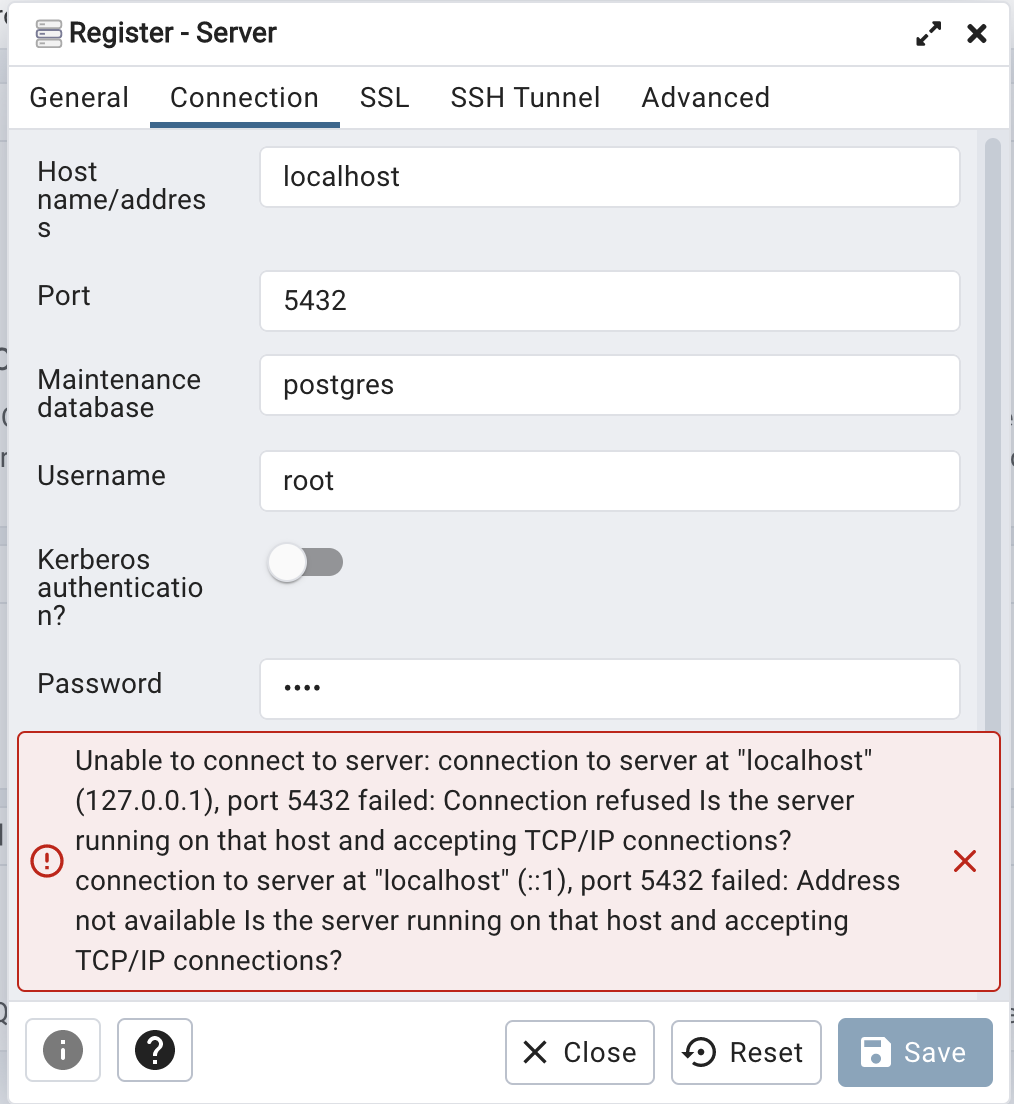 Register - Server
General Connection SSL SSH Tunnel Advanced
Host
name/addres
s
localhost
Port
5432
Maintenance
database
postgres
Username
root
Kerberos
authenticatio
n?
Password
••••
Unable to connect to server: connection to server at "localhost"
(127.0.0.1), port 5432 failed: Connection refused Is the server
running on that host and accepting TCP/IP connections?
connection to server at "localhost" (::1), port 5432 failed: Address
not available Is the server running on that host and accepting
TCP/IP connections?
Close Reset Save